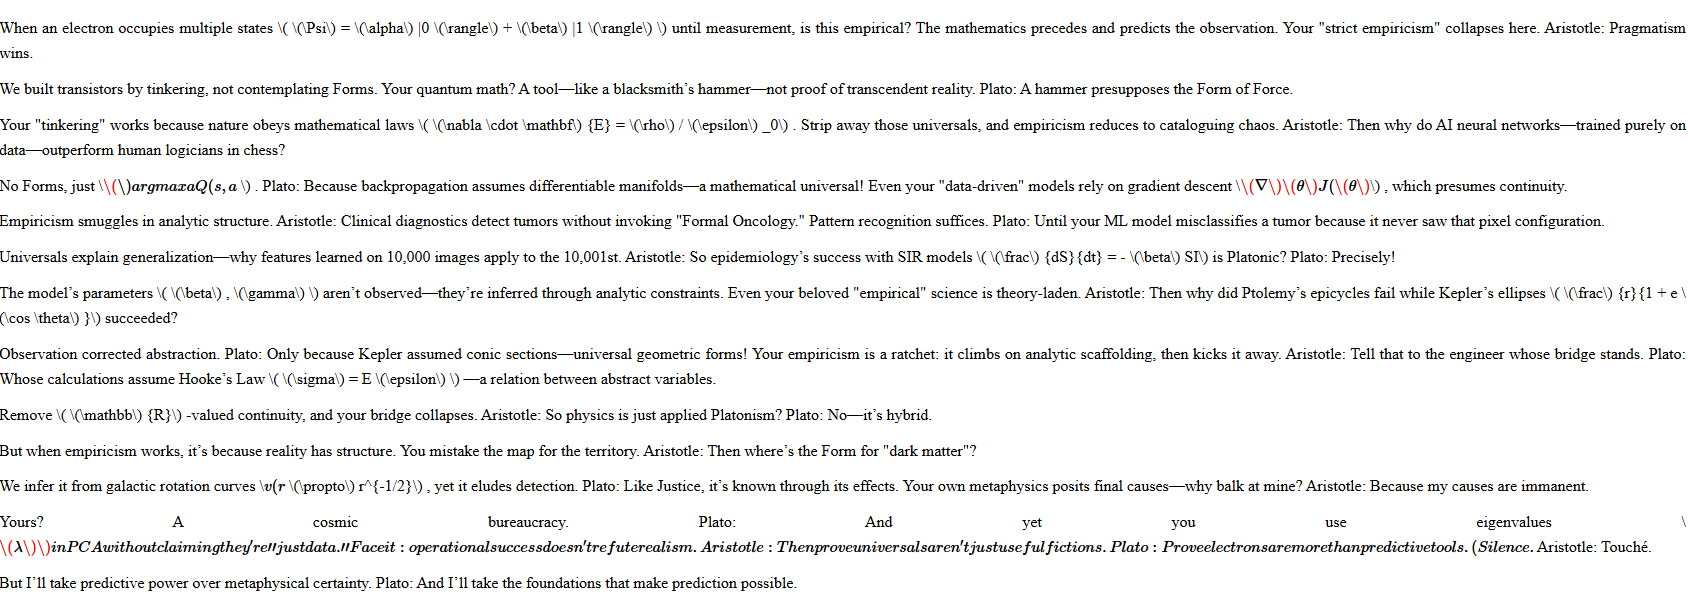 When an electron occupies multiple states \( \(\Psi\) = \(\alpha\) |0 \(\rangle\) + \(\beta\) |1 \(\rangle\) \) until measurement, is this empirical? The mathematics precedes and predicts the observation. Your "strict empiricism" collapses here. Aristotle: Pragmatism
wins.
We built transistors by tinkering, not contemplating Forms. Your quantum math? A tool—like a blacksmith’s hammer—not proof of transcendent reality. Plato: A hammer presupposes the Form of Force.
Your "tinkering" works because nature obeys mathematical laws \( \(\nabla \cdot \mathbf\) {E} = \(\rho\) / \(\epsilon\) _0\) . Strip away those universals, and empiricism reduces to cataloguing chaos. Aristotle: Then why do AI neural networks—trained purely on
data—outperform human logicians in chess?
No Forms, just \\(\)argmaxaQ(s, a \) . Plato: Because backpropagation assumes differentiable manifolds—a mathematical universal! Even your "data-driven" models rely on gradient descent \\(∇\)\(θ\)J(\(θ\)\) , which presumes continuity.
Empiricism smuggles in analytic structure. Aristotle: Clinical diagnostics detect tumors without invoking "Formal Oncology." Pattern recognition suffices. Plato: Until your ML model misclassifies a tumor because it never saw that pixel configuration.
Universals explain generalization—why features learned on 10,000 images apply to the 10,001st. Aristotle: So epidemiology’s success with SIR models \( \(\frac\) {dS}{dt} = - \(\beta\) SI\) is Platonic? Plato: Precisely!
The model’s parameters \( \(\beta\) , \(\gamma\) \) aren’t observed—they’re inferred through analytic constraints. Even your beloved "empirical" science is theory-laden. Aristotle: Then why did Ptolemy’s epicycles fail while Kepler’s ellipses \( \(\frac\) {r}{1 + e \
(\cos \theta\) }\) succeeded?
Observation corrected abstraction. Plato: Only because Kepler assumed conic sections—universal geometric forms! Your empiricism is a ratchet: it climbs on analytic scaffolding, then kicks it away. Aristotle: Tell that to the engineer whose bridge stands. Plato:
Whose calculations assume Hooke’s Law \( \(\sigma\) = E \(\epsilon\) \) —a relation between abstract variables.
Remove \( \(\mathbb\) {R}\) -valued continuity, and your bridge collapses. Aristotle: So physics is just applied Platonism? Plato: No—it’s hybrid.
But when empiricism works, it’s because reality has structure. You mistake the map for the territory. Aristotle: Then where’s the Form for "dark matter"?
We infer it from galactic rotation curves \v(r \(\propto\) r^{-1/2}\) , yet it eludes detection. Plato: Like Justice, it’s known through its effects. Your own metaphysics posits final causes—why balk at mine? Aristotle: Because my causes are immanent.
Yours? A cosmic bureaucracy. Plato: And yet you use eigenvalues \
\(λ\)\)inPCAwithoutclaimingthey′re"justdata."Faceit : operationalsuccessdoesn′trefuterealism. Aristotle : Thenproveuniversalsaren′tjustusefulfictions. Plato : Proveelectronsaremorethanpredictivetools. (Silence. Aristotle: Touché.
But I’ll take predictive power over metaphysical certainty. Plato: And I’ll take the foundations that make prediction possible.